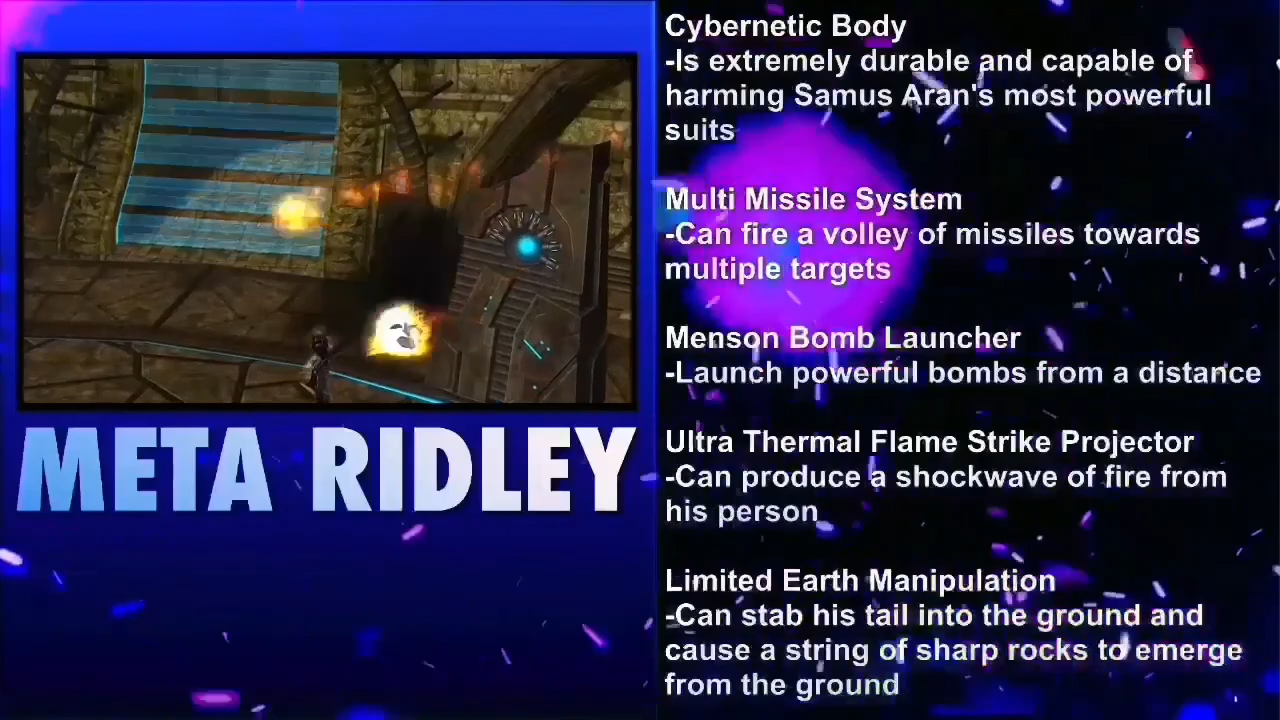 Cybernetic Body
-Is extremely durable and capable of
harming Samus Aran's most powerful
suits
Multi Missile System
-Can fire a volley of missiles towards
multiple targets
Menson Bomb Launcher
-Launch powerful bombs from a distance
Ultra Thermal Flame Strike Projector
-Can produce a shockwave of fire from
his person
Limited Earth Manipulation
-Can stab his tail into the ground and
cause a string of sharp rocks to emerge
from the ground
META RIDLEY